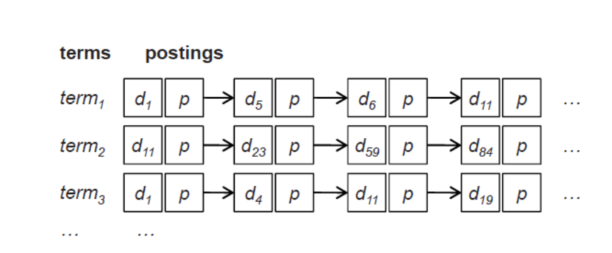 terms postings
term₁ d₁ p d₅ p d₆ p d₁₁ p ...
term₂ d₁₁ p d₂₃ p d₅₉ p d₈₄ p ...
term₃ d₁ p d₄ p d₁₁ p d₁₉ p ...
... ...